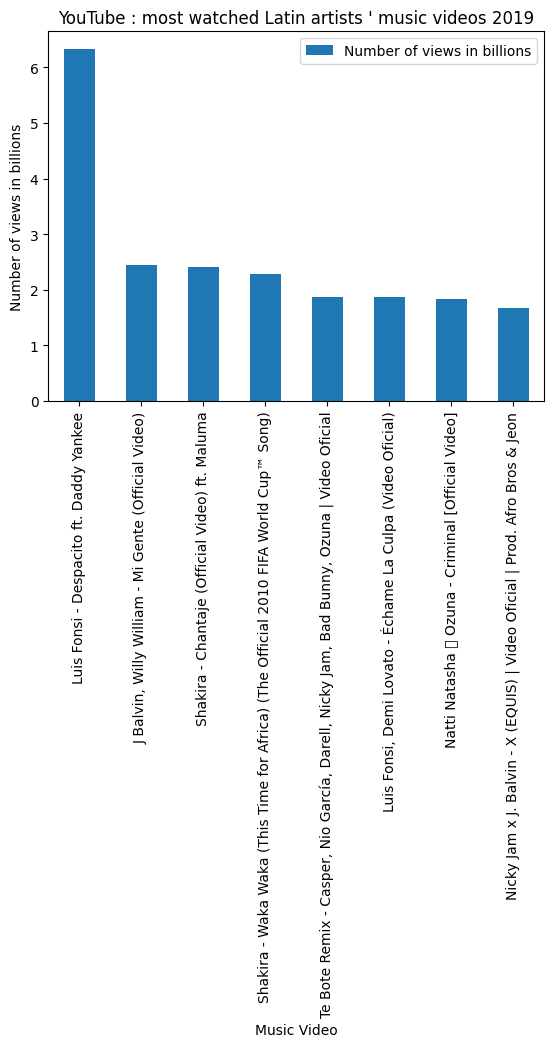 YouTube : most watched Latin artists ' music videos 2019
Number of views in billions
Number of views in billions
6
5
4
3
2
1
0
Luis Fonsi - Despacito ft. Daddy Yankee
J Balvin, Willy William - Mi Gente (Official Video)
Shakira - Chantaje (Official Video) ft. Maluma
Shakira - Waka Waka (This Time for Africa) (The Official 2010 FIFA World Cup™ Song)
Te Bote Remix - Casper, Nio García, Darell, Nicky Jam, Bad Bunny, Ozuna | Video Oficial
Luis Fonsi, Demi Lovato - Échame La Culpa (Video Oficial)
Natti Natasha ▯ Ozuna - Criminal [Official Video]
Nicky Jam x J. Balvin - X (EQUIS) | Video Oficial | Prod. Afro Bros & Jeon
Music Video